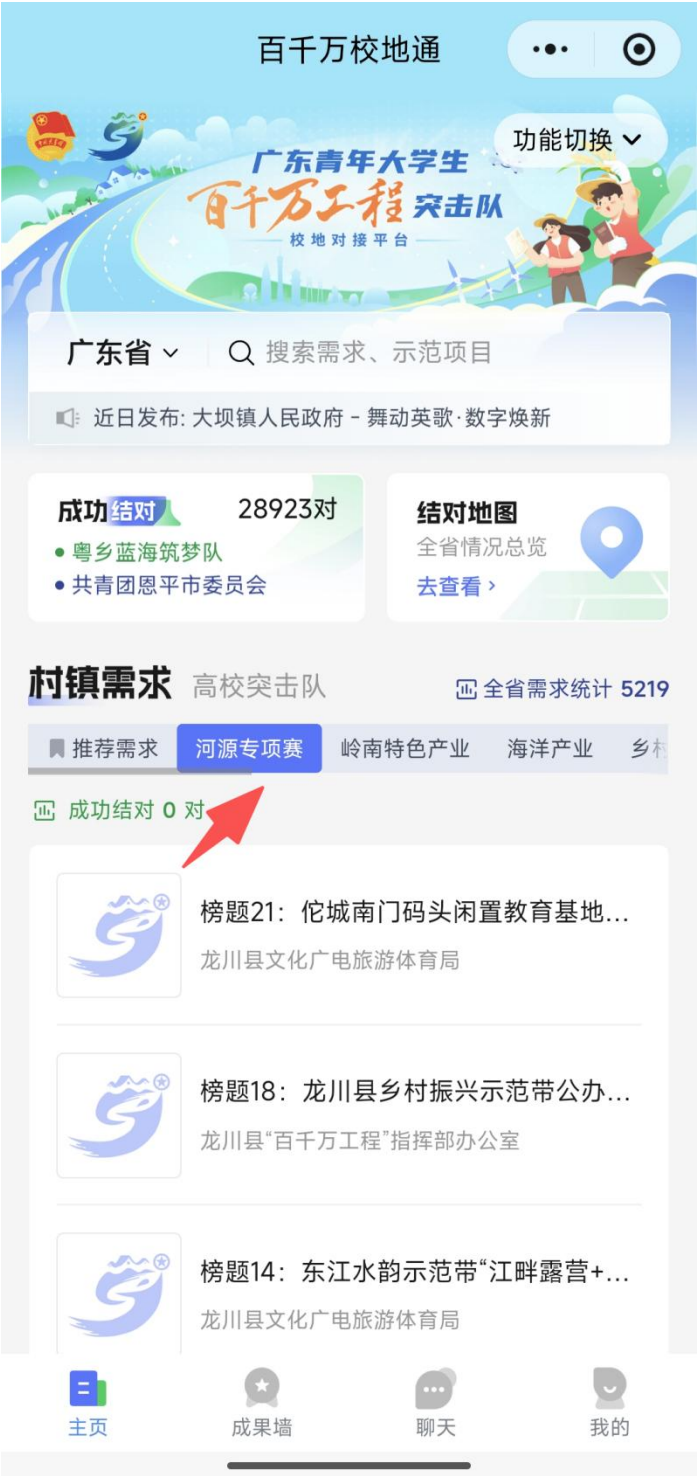 百千万校地通
功能切换
广东青年大学生
百千万工程突击队
校地对接平台
广东省 搜索需求、示范项目
近日发布: 大坝镇人民政府 - 舞动英歌·数字焕新
成功结对 28923对
粤乡蓝海筑梦队
共青团恩平市委员会
结对地图
全省情况总览
去查看
村镇需求 高校突击队 全省需求统计 5219
推荐需求 河源专项赛 岭南特色产业 海洋产业 乡
成功结对 0 对
榜题21：佗城南门码头闲置教育基地...
龙川县文化广电旅游体育局
榜题18：龙川县乡村振兴示范带公办...
龙川县“百千万工程”指挥部办公室
榜题14：东江水韵示范带“江畔露营+...
龙川县文化广电旅游体育局
主页 成果墙 聊天 我的